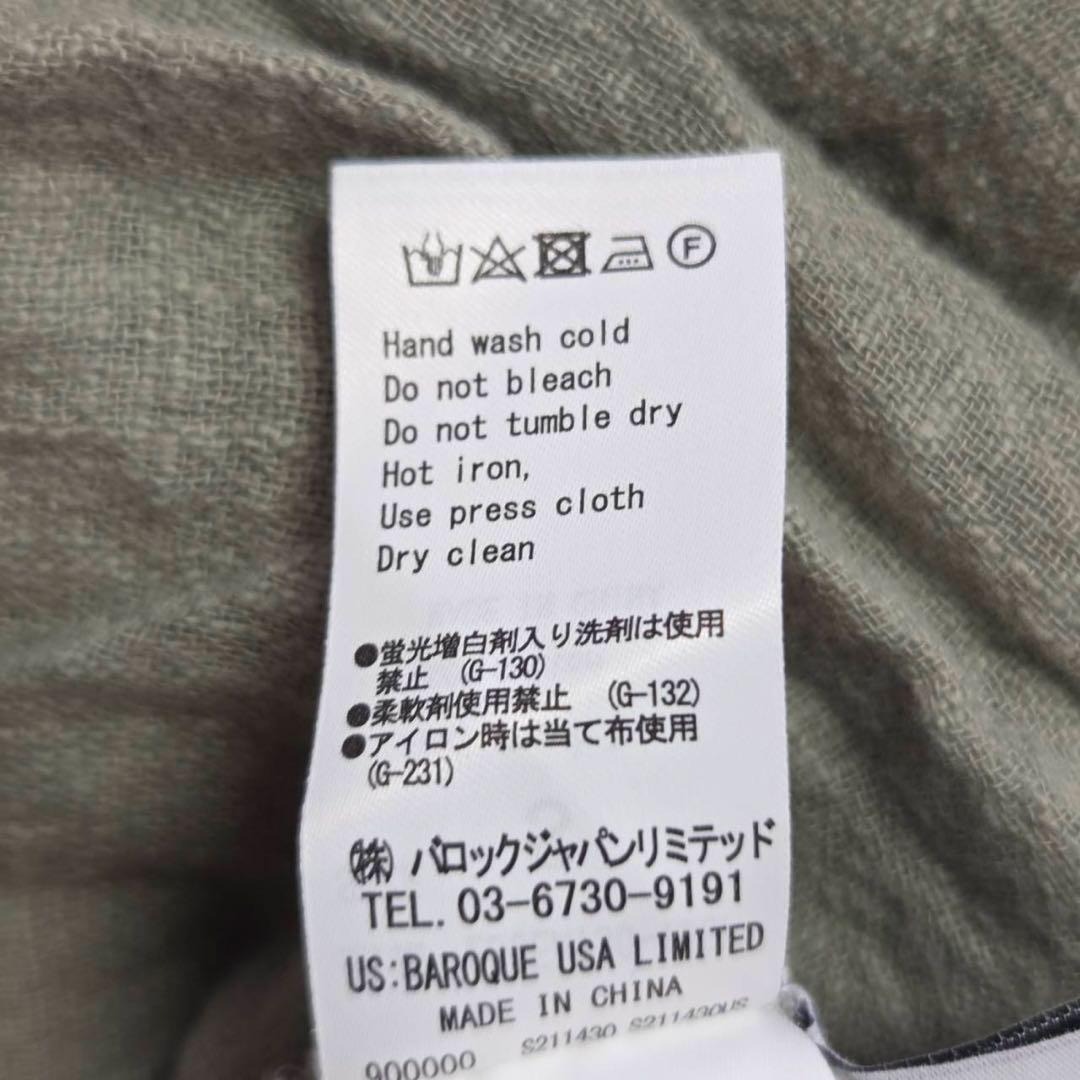 F
Hand wash cold
Do not bleach
Do not tumble dry
Hot iron,
Use press cloth
Dry clean
●蛍光増白剤入り洗剤は使用
禁止 (G-130)
●柔軟剤使用禁止 (G-132)
●アイロン時は当て布使用
(G-231)
㈱ バロックジャパンリミテッド
TEL. 03-6730-9191
US:BAROQUE USA LIMITED
MADE IN CHINA
900000 S211430 S211430US